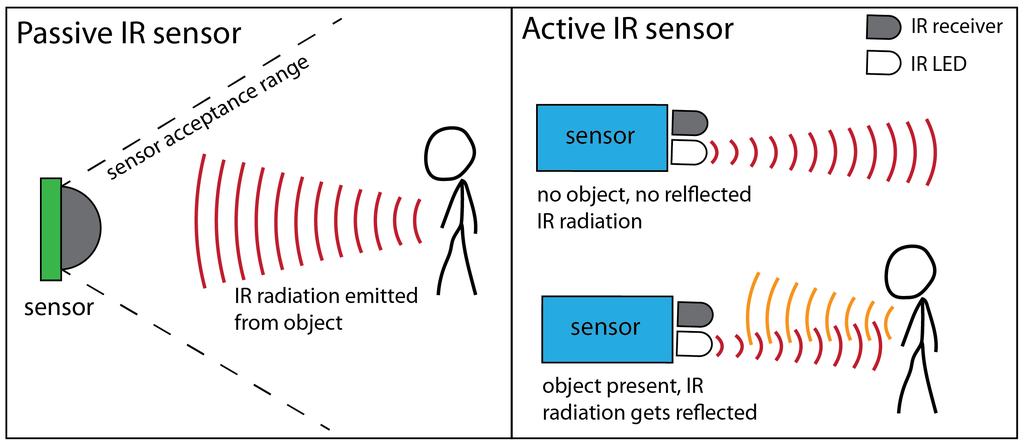 Passive IR sensor
sensor acceptance range
sensor
IR radiation emitted
from object
Active IR sensor
IR receiver
IR LED
sensor
no object, no relflected
IR radiation
sensor
object present, IR
radiation gets reflected